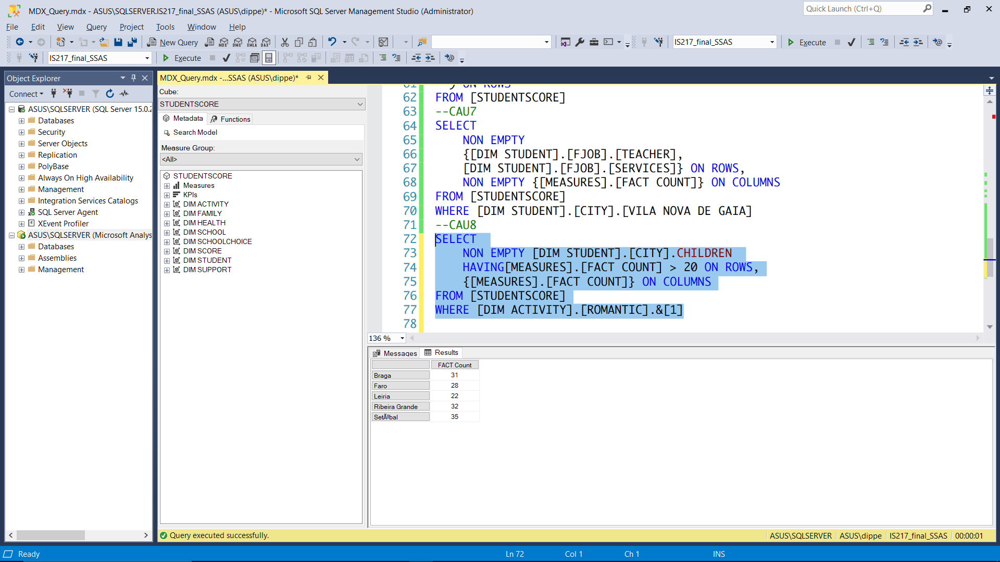 MDX_Query.mdx - ASUS\SQLSERVER.IS217_final_SSAS (ASUS\dippe)* - Microsoft SQL Server Management Studio (Administrator)
Quick Launch (Ctrl+Q)
File Edit View Query Project Tools Window Help
New Query MDX DMX XMLA DAX
IS217_final_SSAS
Execute
IS217_final_SSAS
Execute
Object Explorer
Connect
ASUS\SQLSERVER (SQL Server 15.0.2
Databases
Security
Server Objects
Replication
PolyBase
Always On High Availability
Management
Integration Services Catalogs
SQL Server Agent
XEvent Profiler
ASUS\SQLSERVER (Microsoft Analys
Databases
Assemblies
Management
MDX_Query.mdx -...SSAS (ASUS\dippe)*
Cube:
STUDENTSCORE
Metadata
Functions
Search Model
Measure Group:
<All>
STUDENTSCORE
Measures
KPIs
DIM ACTIVITY
DIM FAMILY
DIM HEALTH
DIM SCHOOL
DIM SCHOOLCHOICE
DIM SCORE
DIM STUDENT
DIM SUPPORT
61 ) ON ROWS
62 FROM [STUDENTSCORE]
63 --CAU7
64 SELECT
65 NON EMPTY
66 {[DIM STUDENT].[FJOB].[TEACHER],
67 [DIM STUDENT].[FJOB].[SERVICES]} ON ROWS,
68 NON EMPTY {[MEASURES].[FACT COUNT]} ON COLUMNS
69 FROM [STUDENTSCORE]
70 WHERE [DIM STUDENT].[CITY].[VILA NOVA DE GAIA]
71 --CAU8
72 SELECT
73 NON EMPTY [DIM STUDENT].[CITY].CHILDREN
74 HAVING[MEASURES].[FACT COUNT] > 20 ON ROWS,
75 {[MEASURES].[FACT COUNT]} ON COLUMNS
76 FROM [STUDENTSCORE]
77 WHERE [DIM ACTIVITY].[ROMANTIC].&[1]
78
136 %
Messages
Results
FACT Count
Braga 31
Faro 28
Leiria 22
Ribeira Grande 32
SetÃºbal 35
Query executed successfully.
ASUS\SQLSERVER
ASUS\dippe
IS217_final_SSAS
00:00:01
Ready
Ln 72
Col 1
Ch 1
INS